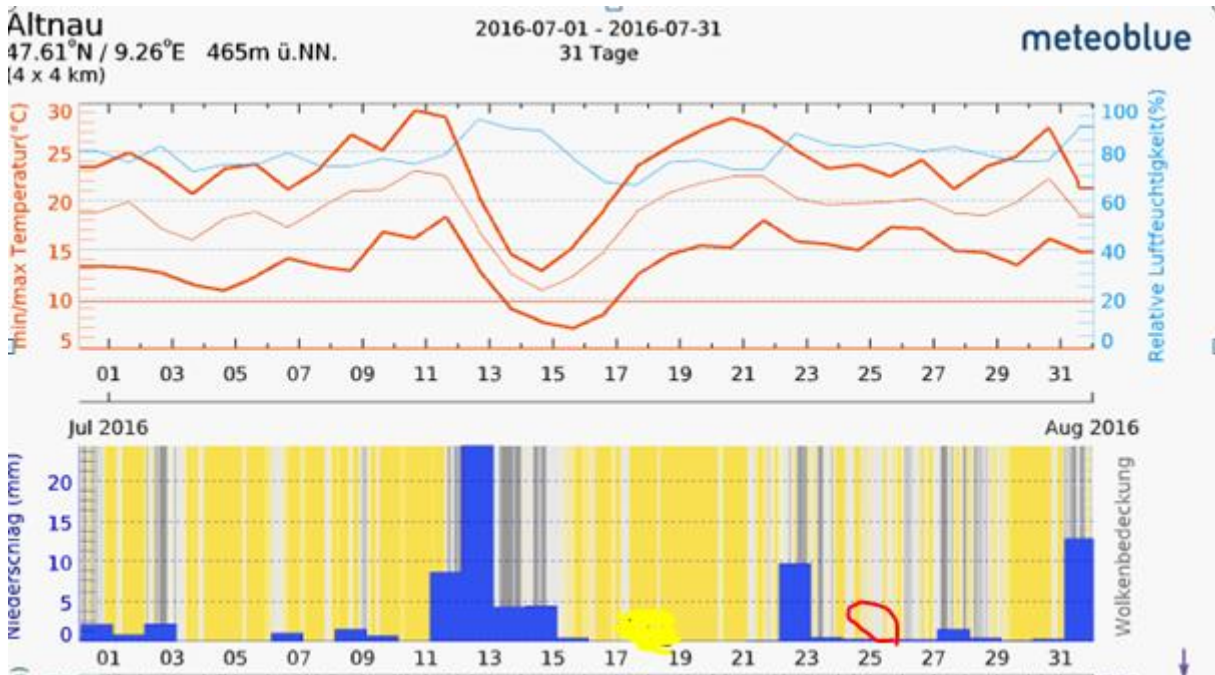 Altnau
47.61°N / 9.26°E 465m ü.NN.
(4 x 4 km)
2016-07-01 - 2016-07-31
31 Tage
meteoblue
min/max Temperatur(°C)
30
25
20
15
10
5
Relative Luftfeuchtigkeit(%)
100
80
60
40
20
0
01 03 05 07 09 11 13 15 17 19 21 23 25 27 29 31
Jul 2016
Aug 2016
Niederschlag (mm)
20
15
10
5
0
Wolkenbedeckung
01 03 05 07 09 11 13 15 17 19 21 23 25 27 29 31